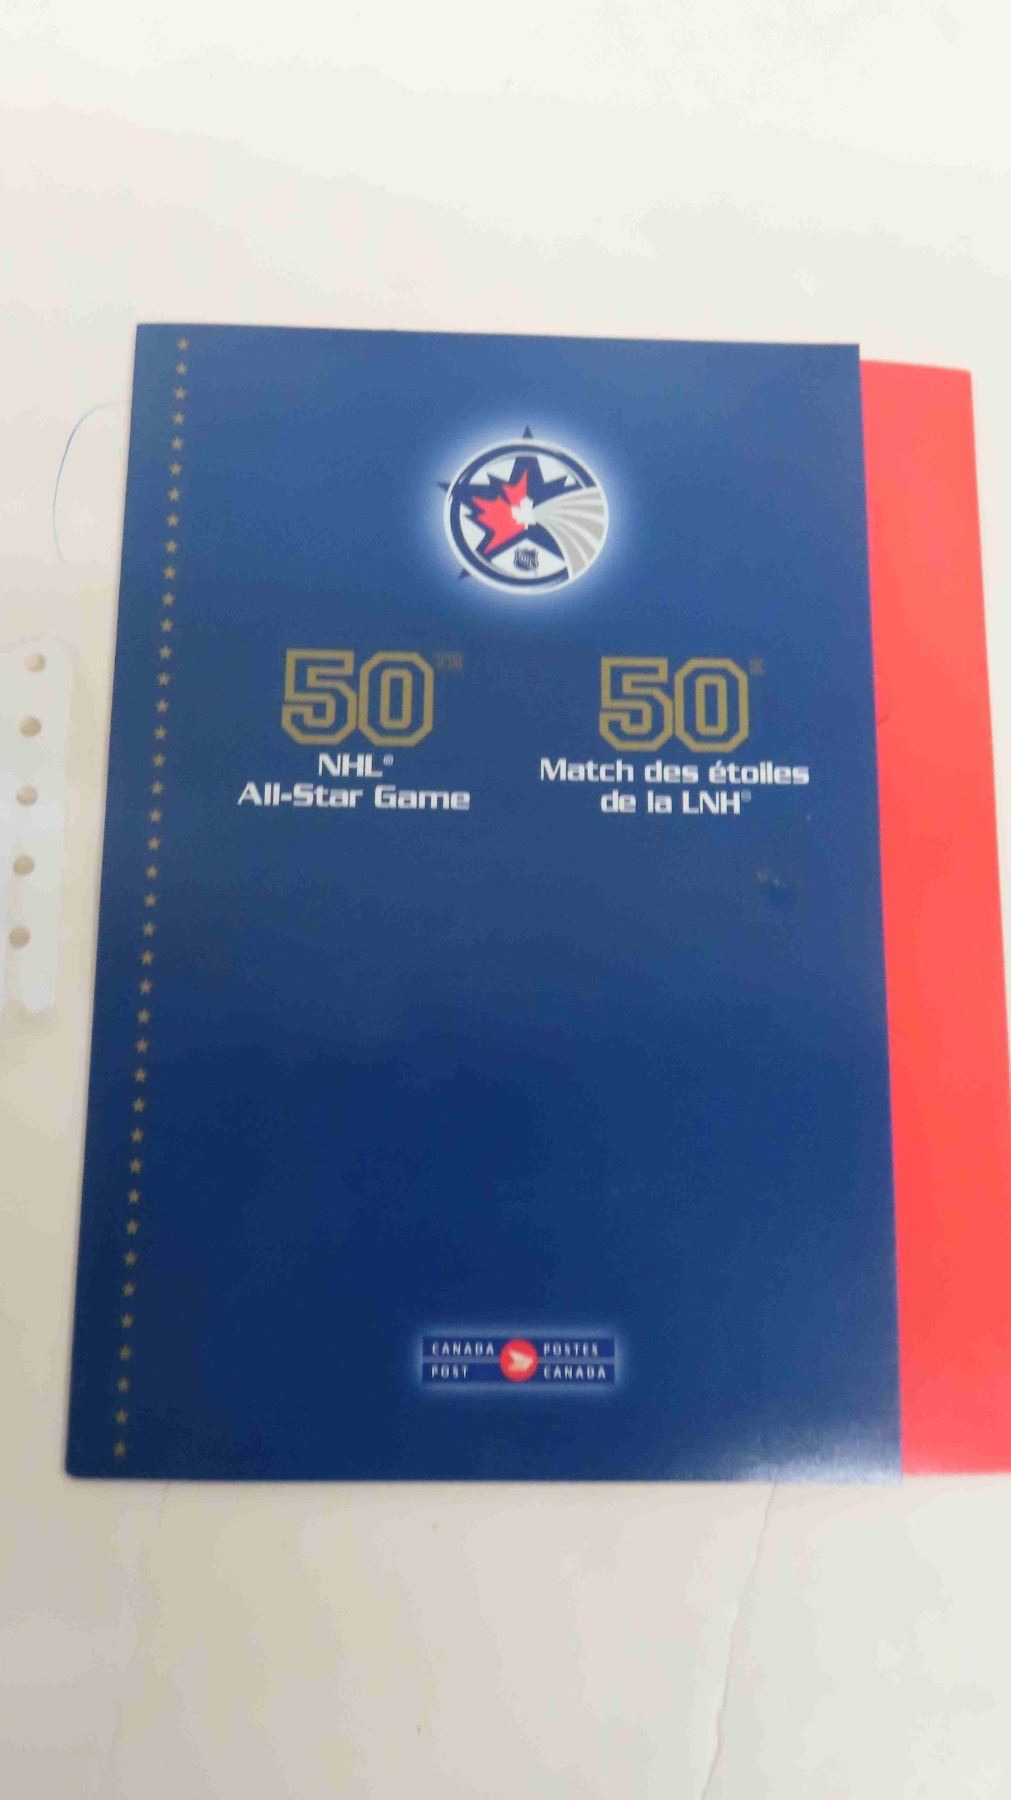 50TH
NHL®
All-Star Game
50E
Match des étoiles
de la LNH®
CANADA POSTES
POST CANADA